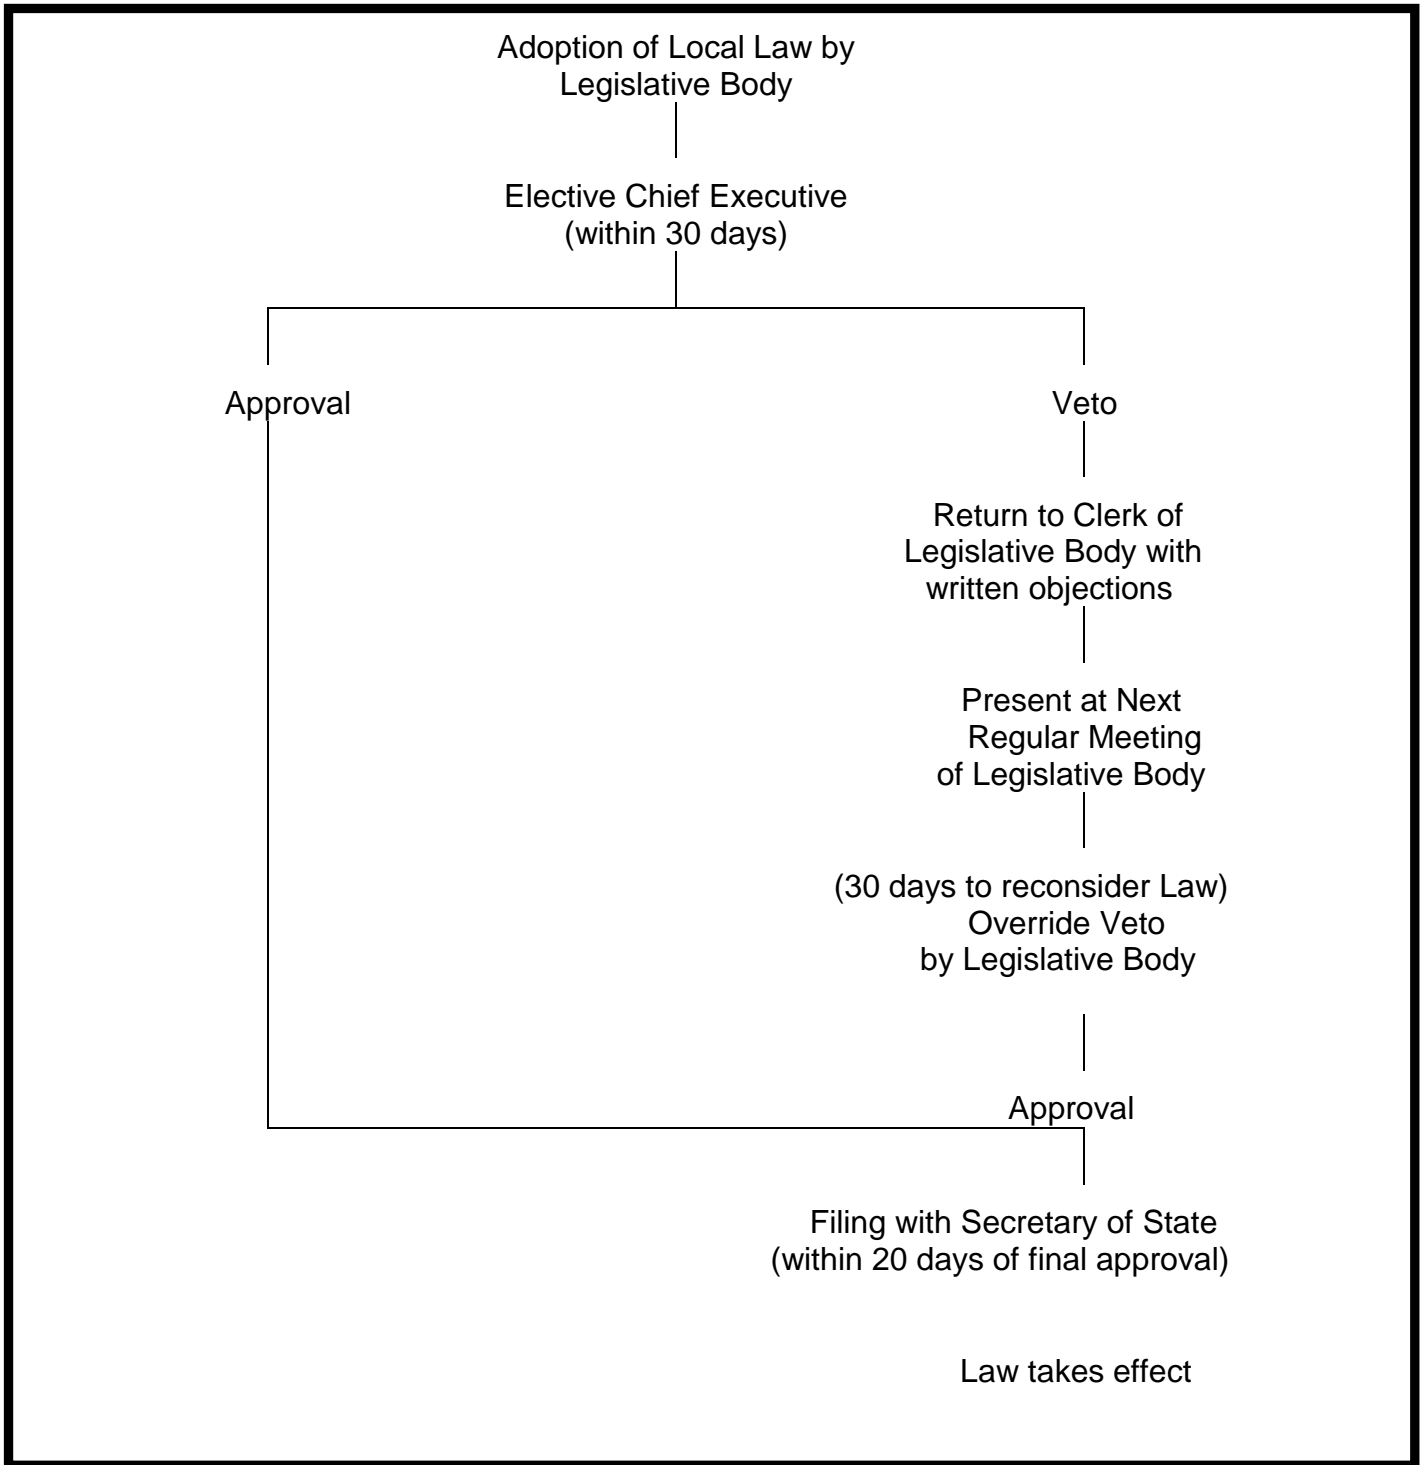 Adoption of Local Law by
Legislative Body
Elective Chief Executive
(within 30 days)
Approval
Veto
Return to Clerk of
Legislative Body with
written objections
Present at Next
Regular Meeting
of Legislative Body
(30 days to reconsider Law)
Override Veto
by Legislative Body
Approval
Filing with Secretary of State
(within 20 days of final approval)
Law takes effect